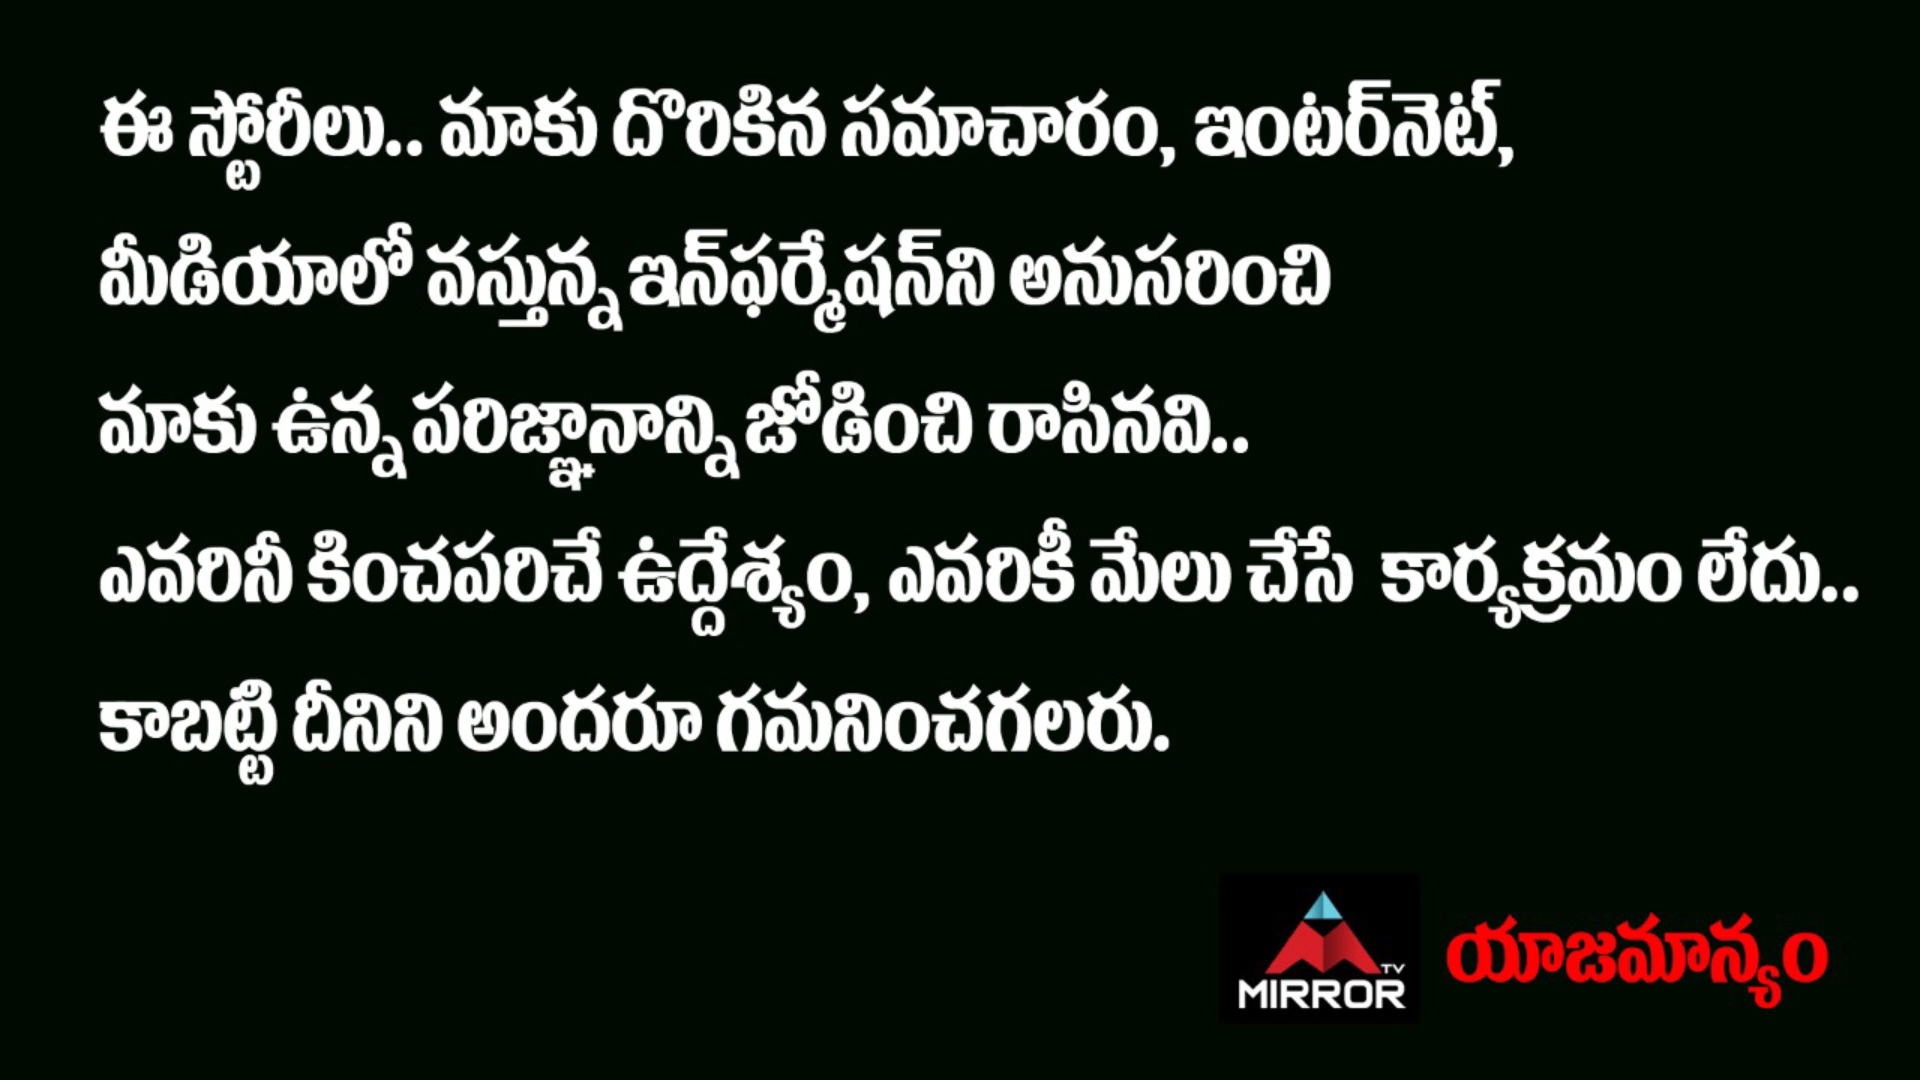 ఈ స్టోరీలు.. మాకు దొరికిన సమాచారం, ఇంటర్‌నెట్,
మీడియాలో వస్తున్న ఇన్‌ఫర్మేషన్‌ని అనుసరించి
మాకు ఉన్న పరిజ్ఞానాన్ని జోడించి రాసినవి..
ఎవరినీ కించపరిచే ఉద్దేశ్యం, ఎవరికీ మేలు చేసే కార్యక్రమం లేదు..
కాబట్టి దీనిని అందరూ గమనించగలరు.
MIRROR TV యాజమాన్యం